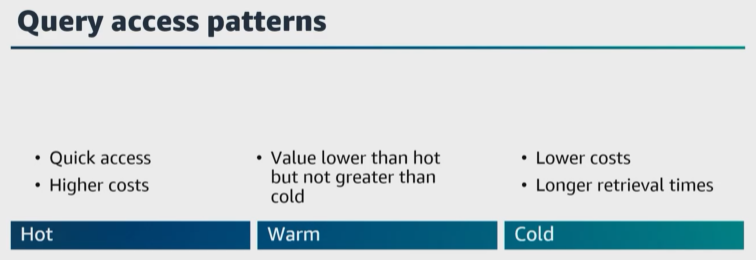 Query access patterns
• Quick access
• Higher costs
• Value lower than hot
but not greater than
cold
• Lower costs
• Longer retrieval times
Hot
Warm
Cold